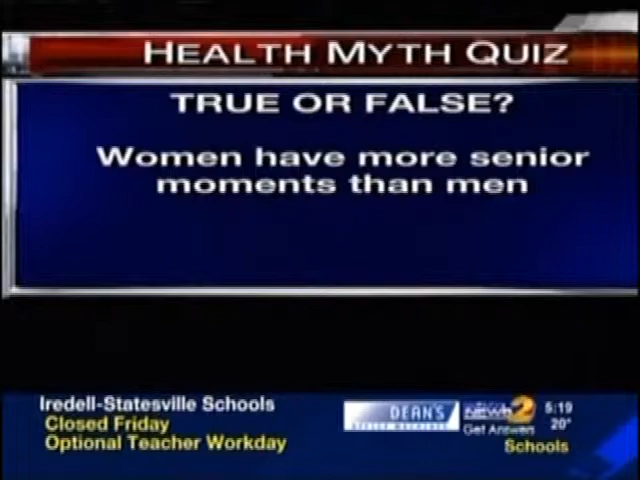 HEALTH MYTH QUIZ
TRUE OR FALSE?
Women have more senior
moments than men
Iredell-Statesville Schools
Closed Friday
Optional Teacher Workday
DEAN'S
NEWS 2
Get Answers
5:19
20°
Schools